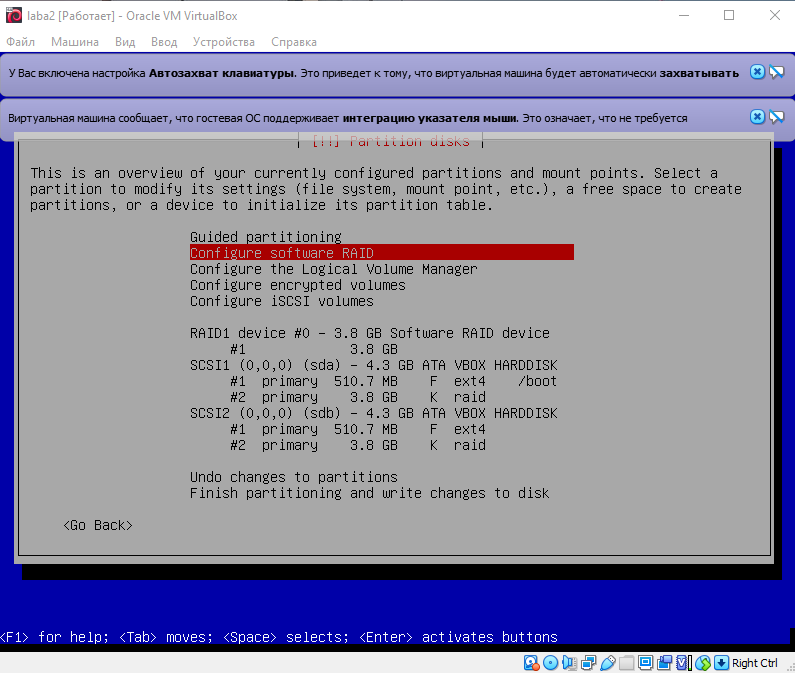 laba2 [Работает] - Oracle VM VirtualBox
Файл Машина Вид Ввод Устройства Справка
У Вас включена настройка Автозахват клавиатуры. Это приведет к тому, что виртуальная машина будет автоматически захватывать
Виртуальная машина сообщает, что гостевая ОС поддерживает интеграцию указателя мыши. Это означает, что не требуется
[!!] Partition disks
This is an overview of your currently configured partitions and mount points. Select a
partition to modify its settings (file system, mount point, etc.), a free space to create
partitions, or a device to initialize its partition table.
Guided partitioning
Configure software RAID
Configure the Logical Volume Manager
Configure encrypted volumes
Configure iSCSI volumes
RAID1 device #0 - 3.8 GB Software RAID device
#1 3.8 GB
SCSI1 (0,0,0) (sda) - 4.3 GB ATA VBOX HARDDISK
#1 primary 510.7 MB F ext4 /boot
#2 primary 3.8 GB K raid
SCSI2 (0,0,0) (sdb) - 4.3 GB ATA VBOX HARDDISK
#1 primary 510.7 MB F ext4
#2 primary 3.8 GB K raid
Undo changes to partitions
Finish partitioning and write changes to disk
<Go Back>
<F1> for help; <Tab> moves; <Space> selects; <Enter> activates buttons
Right Ctrl